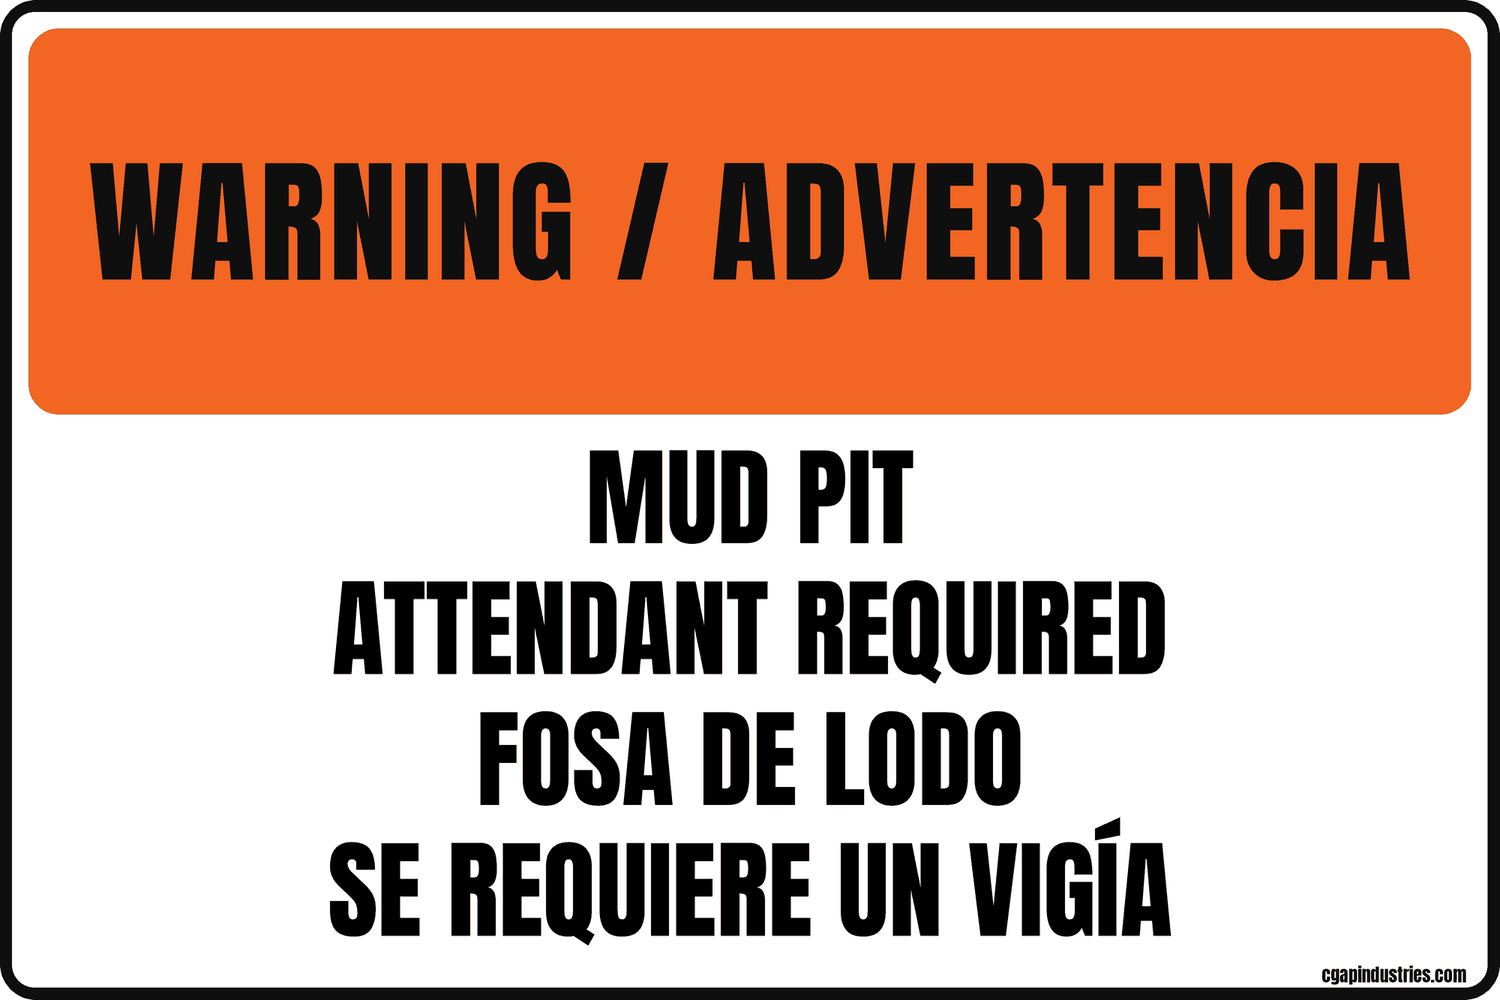 WARNING / ADVERTENCIA
MUD PIT
ATTENDANT REQUIRED
FOSA DE LODO
SE REQUIERE UN VIGÍA
cgapindustries.com